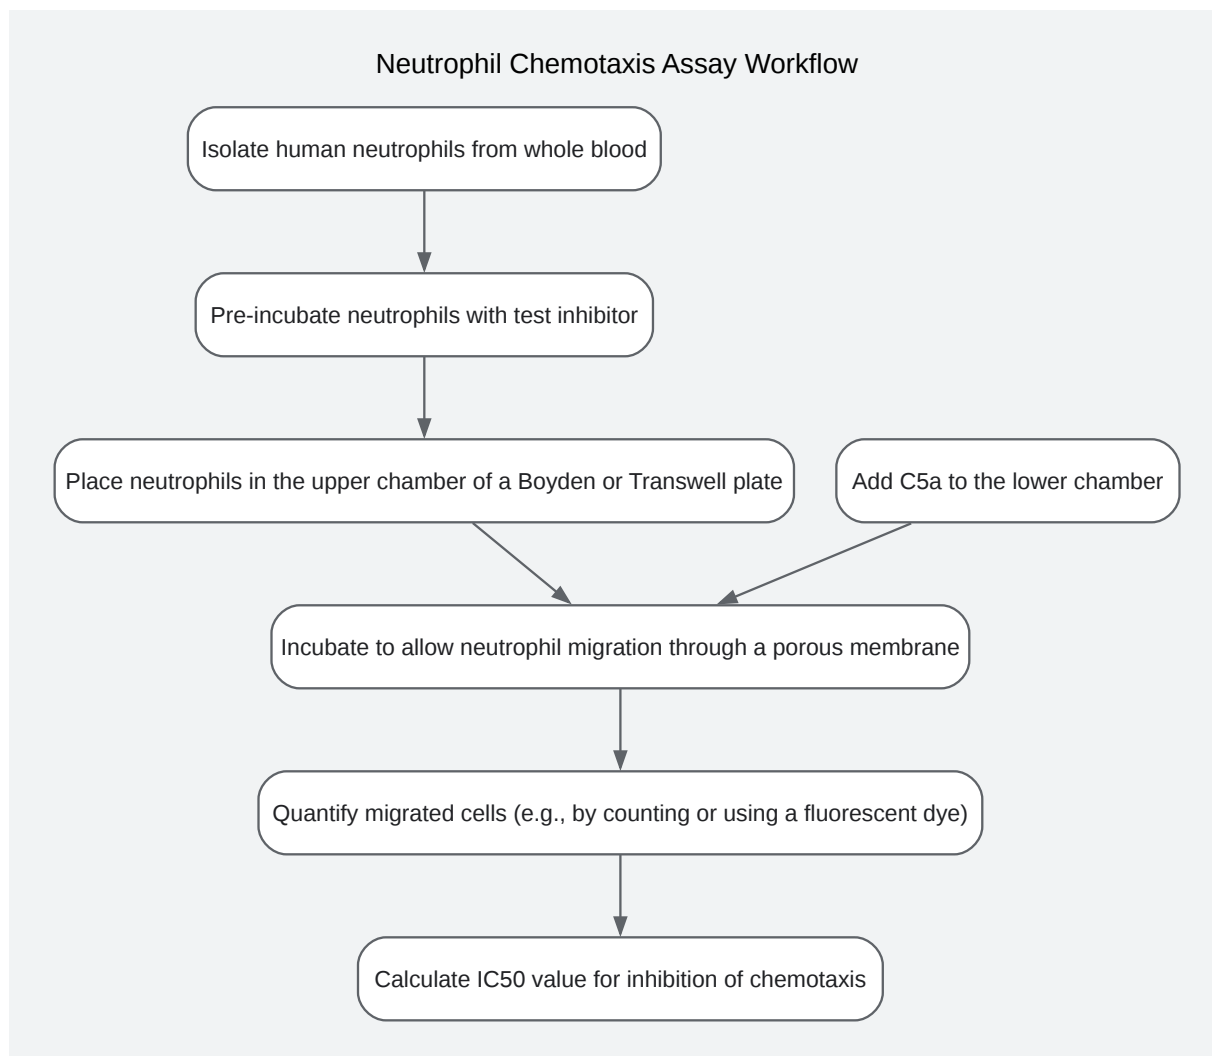 Neutrophil Chemotaxis Assay Workflow
Isolate human neutrophils from whole blood
Pre-incubate neutrophils with test inhibitor
Place neutrophils in the upper chamber of a Boyden or Transwell plate
Add C5a to the lower chamber
Incubate to allow neutrophil migration through a porous membrane
Quantify migrated cells (e.g., by counting or using a fluorescent dye)
Calculate IC50 value for inhibition of chemotaxis